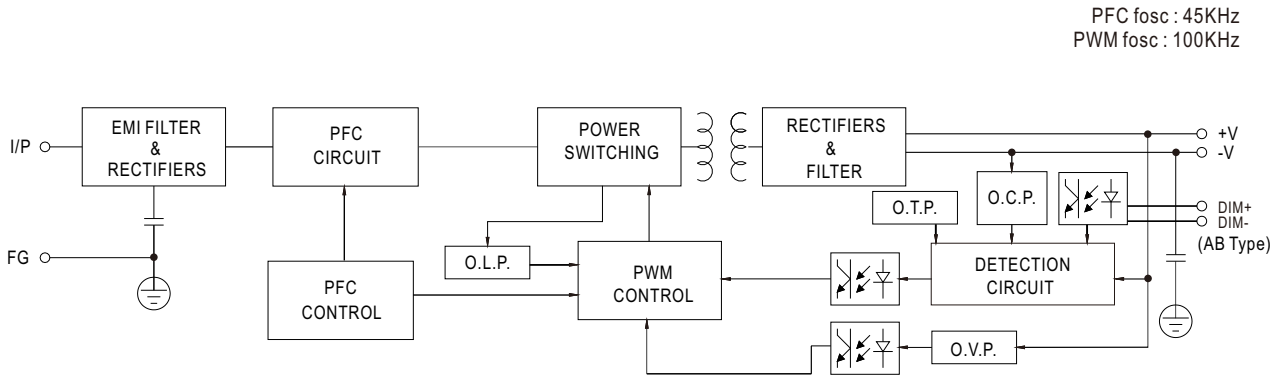 PFC fosc : 45KHz
PWM fosc : 100KHz
I/P
EMI FILTER
&
RECTIFIERS
PFC
CIRCUIT
POWER
SWITCHING
RECTIFIERS
&
FILTER
+V
-V
O.T.P.
O.C.P.
DIM+
DIM-
(AB Type)
FG
O.L.P.
PFC
CONTROL
PWM
CONTROL
DETECTION
CIRCUIT
O.V.P.